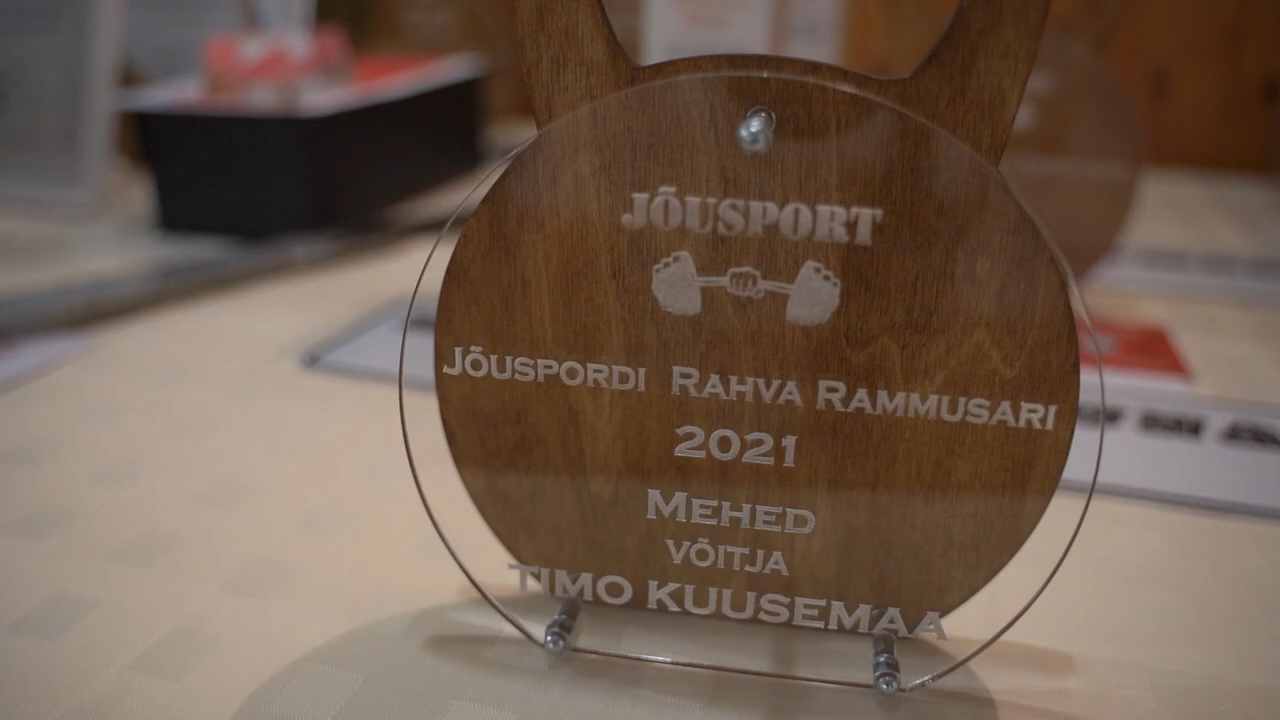 JÕUSPORT
JÕUSPORDI RAHVA RAMMUSARI
2021
MEHED
VÕITJA
TIMO KUUSEMAA